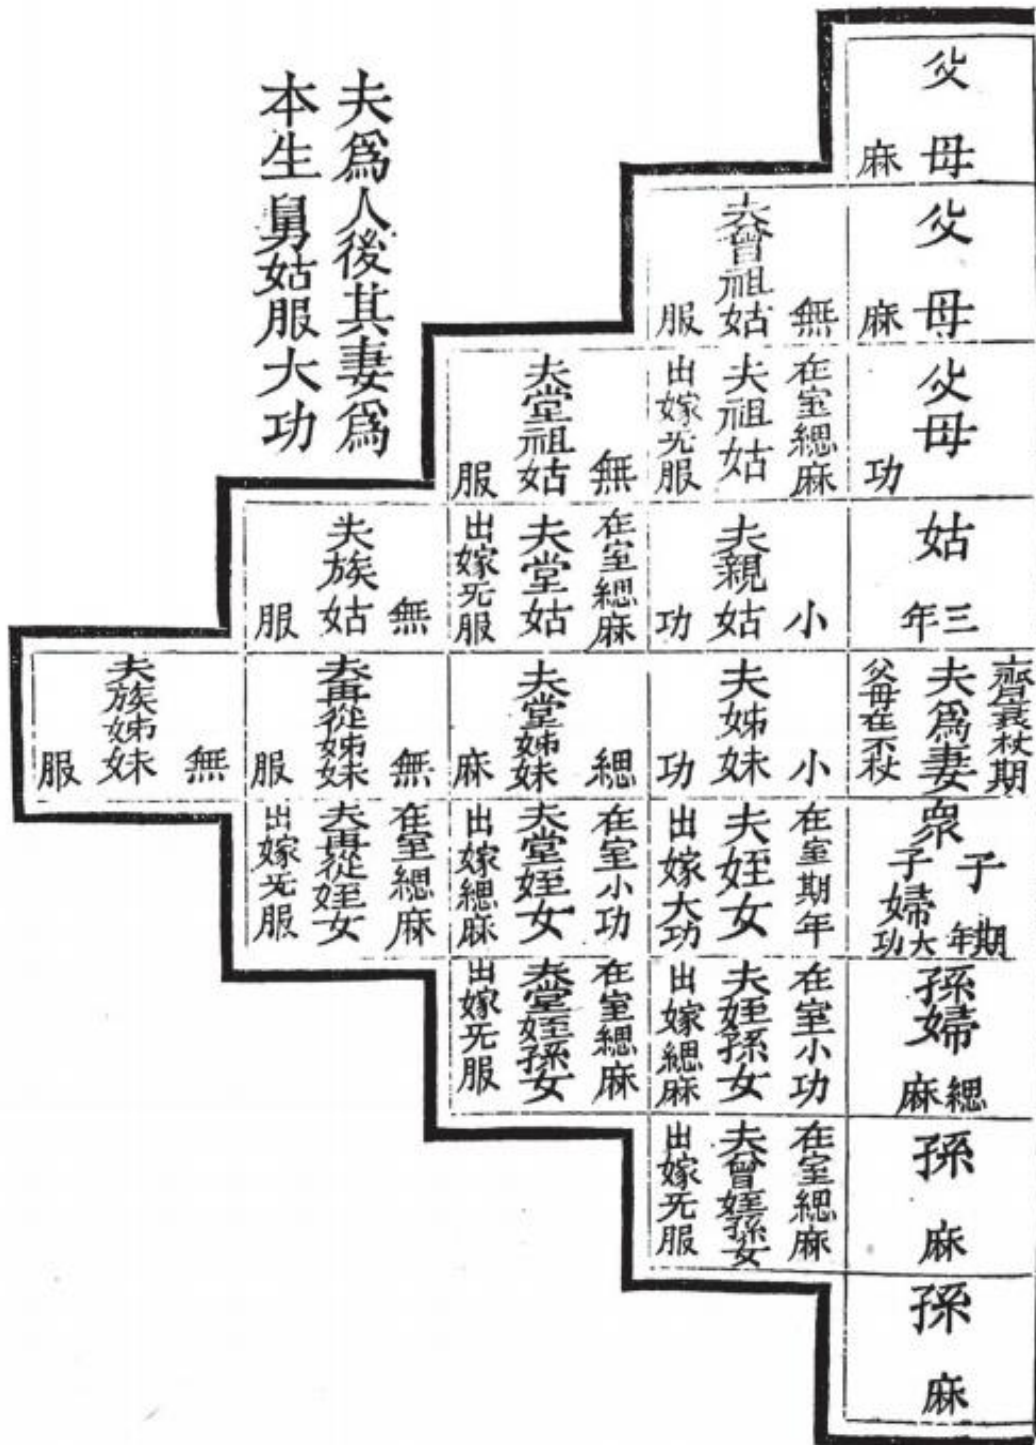 父母
麻
父母
麻
無
夫曾祖姑
服
父母
功
在室緦麻
夫祖姑
出嫁无服
無
夫堂祖姑
服
姑
三年
小
夫親姑
功
在室緦麻
夫堂姑
出嫁无服
無
夫族姑
服
齊衰杖期
夫爲妻
父母在不杖
小
夫姊妹
功
緦
夫堂姊妹
麻
無
夫再從姊妹
服
無
夫族姊妹
服
衆子
期年
子婦
大功
在室期年
夫姪女
出嫁大功
在室小功
夫堂姪女
出嫁緦麻
在室緦麻
夫再從姪女
出嫁无服
孫婦
緦麻
在室小功
夫姪孫女
出嫁緦麻
在室緦麻
夫堂姪孫女
出嫁无服
孫
麻
在室緦麻
夫曾姪孫女
出嫁无服
孫
麻
夫爲人後其妻爲
本生舅姑服大功